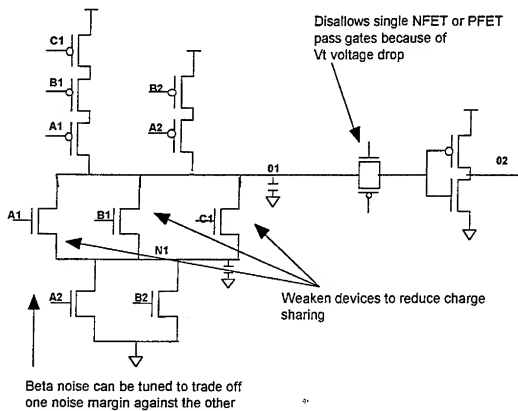 Disallows single NFET or PFET
pass gates because of
Vt voltage drop
C1
B1
B2
A1
A2
01
02
A1
B1
C1
N1
A2
B2
Weaken devices to reduce charge
sharing
Beta noise can be tuned to trade off
one noise margin against the other